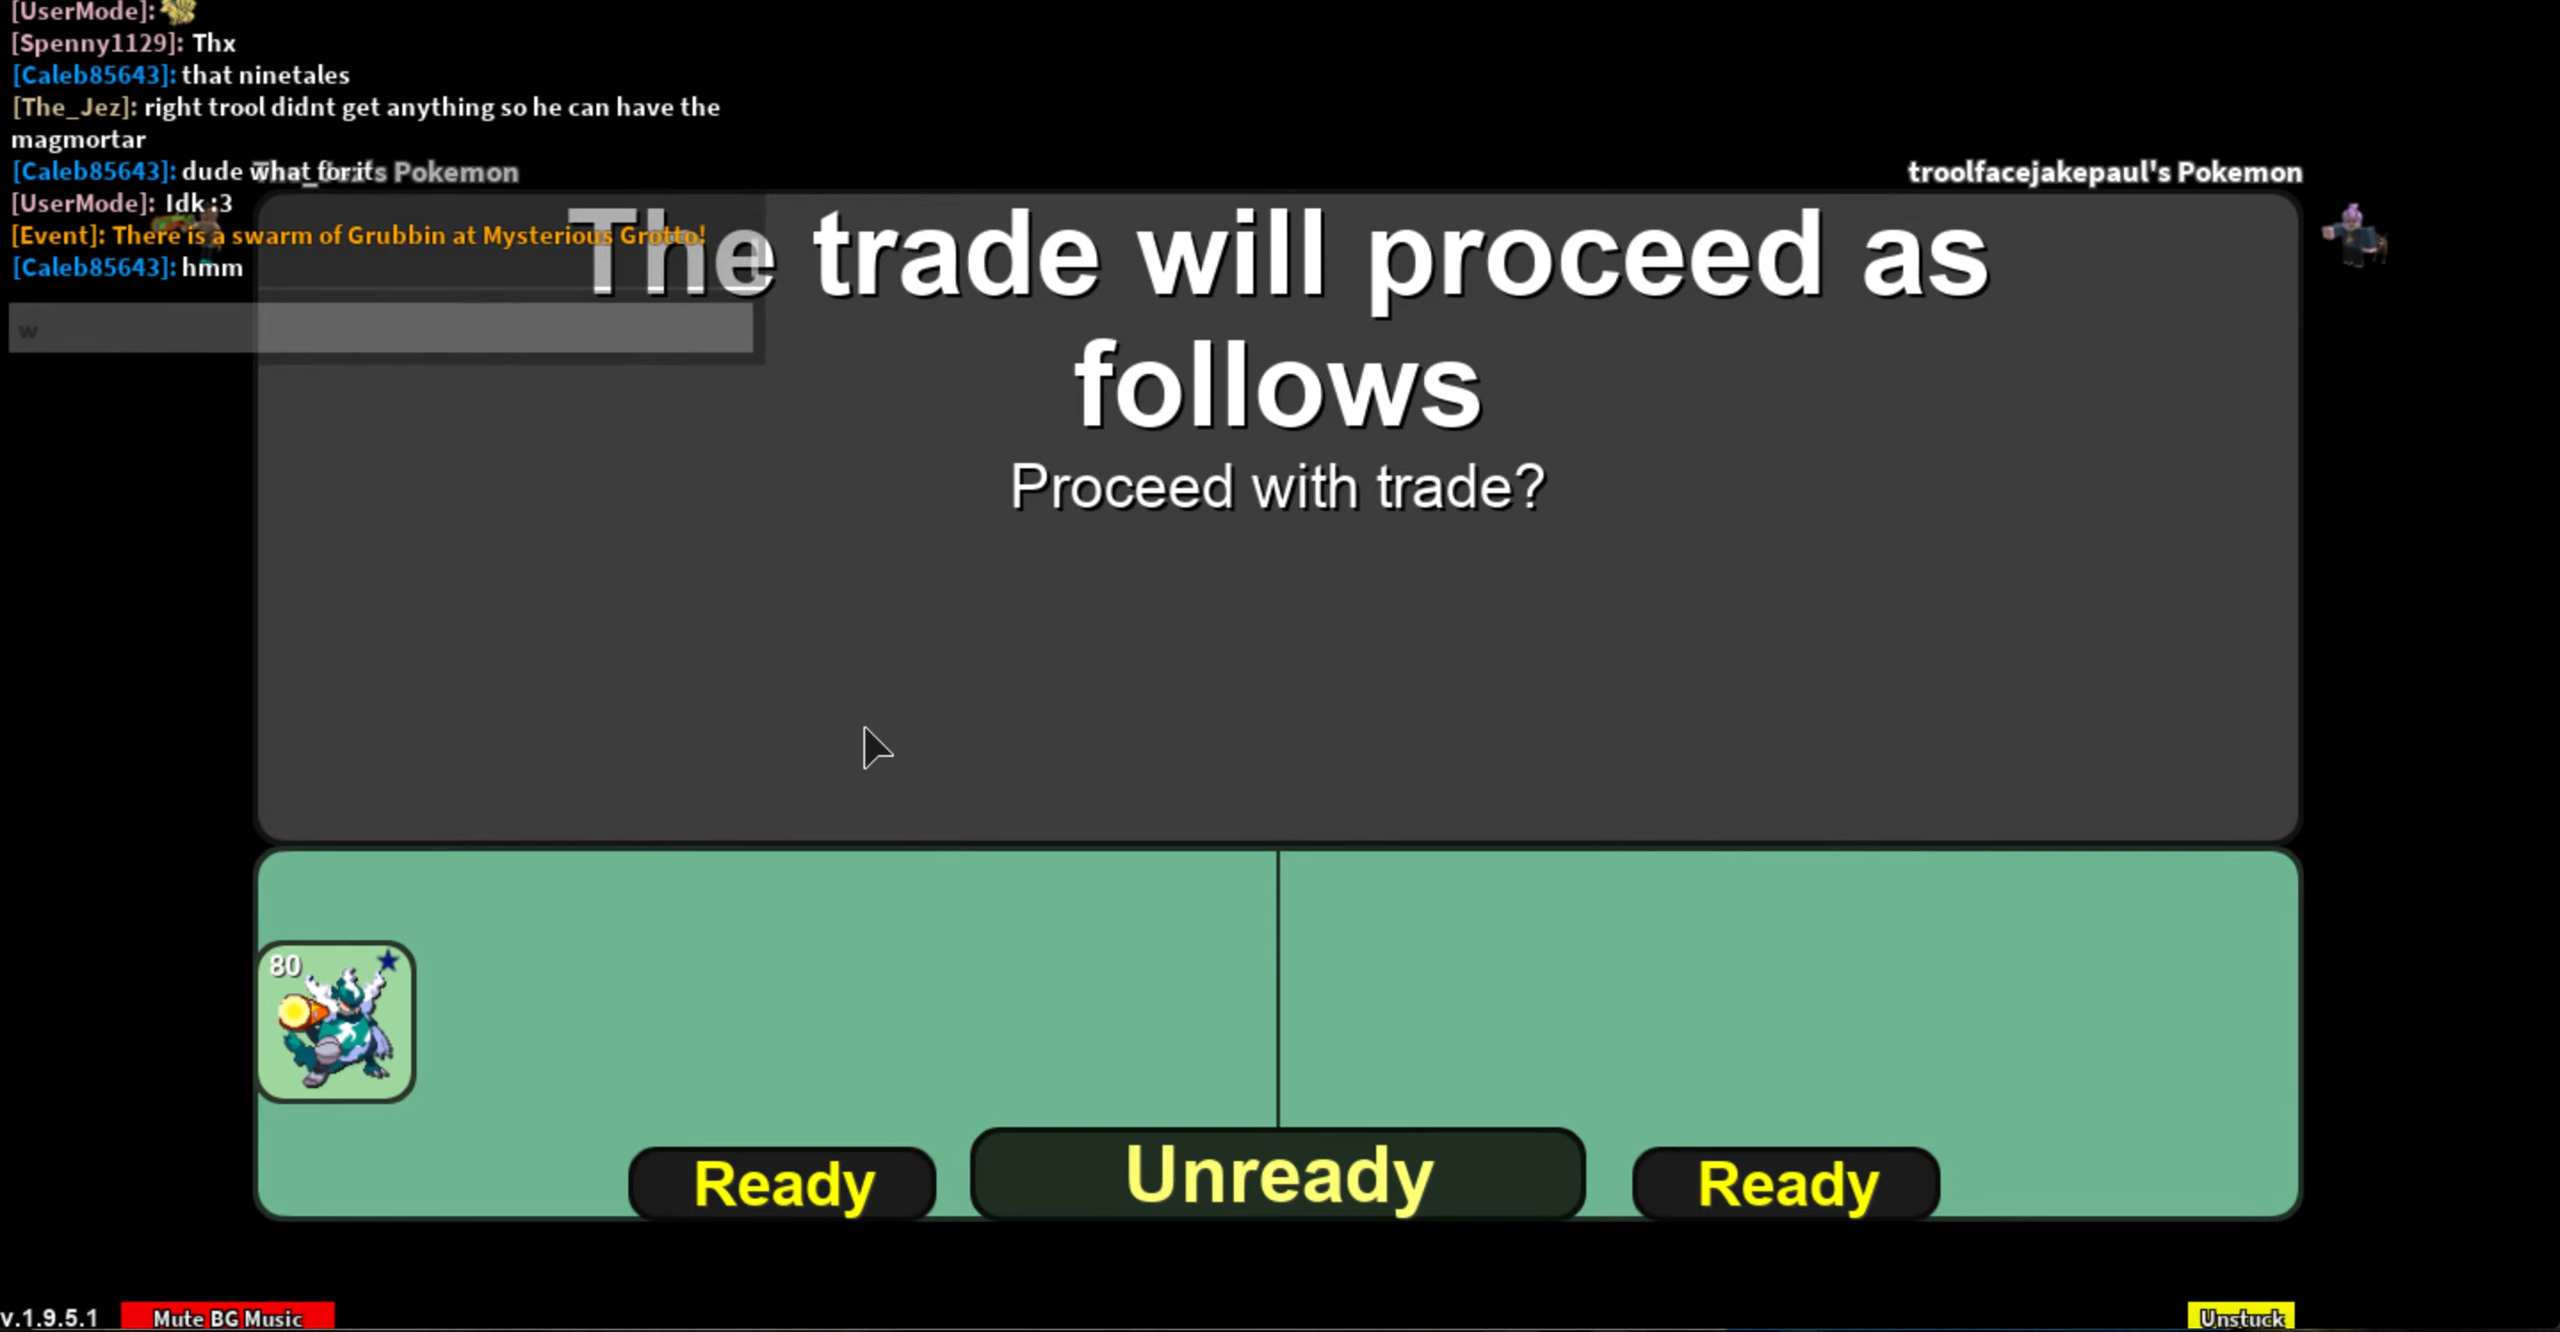 [UserMode]:
[Spenny1129]: Thx
[Caleb85643]: that ninetales
[The_Jez]: right trool didnt get anything so he can have the
magmortar
[Caleb85643]: dude what for it
The_Jez's Pokemon
troolfacejakepaul's Pokemon
[UserMode]: Idk :3
[Event]: There is a swarm of Grubbin at Mysterious Grotto!
[Caleb85643]: hmm
w
The trade will proceed as
follows
Proceed with trade?
80
Ready
Unready
Ready
v.1.9.5.1
Mute BG Music
Unstuck